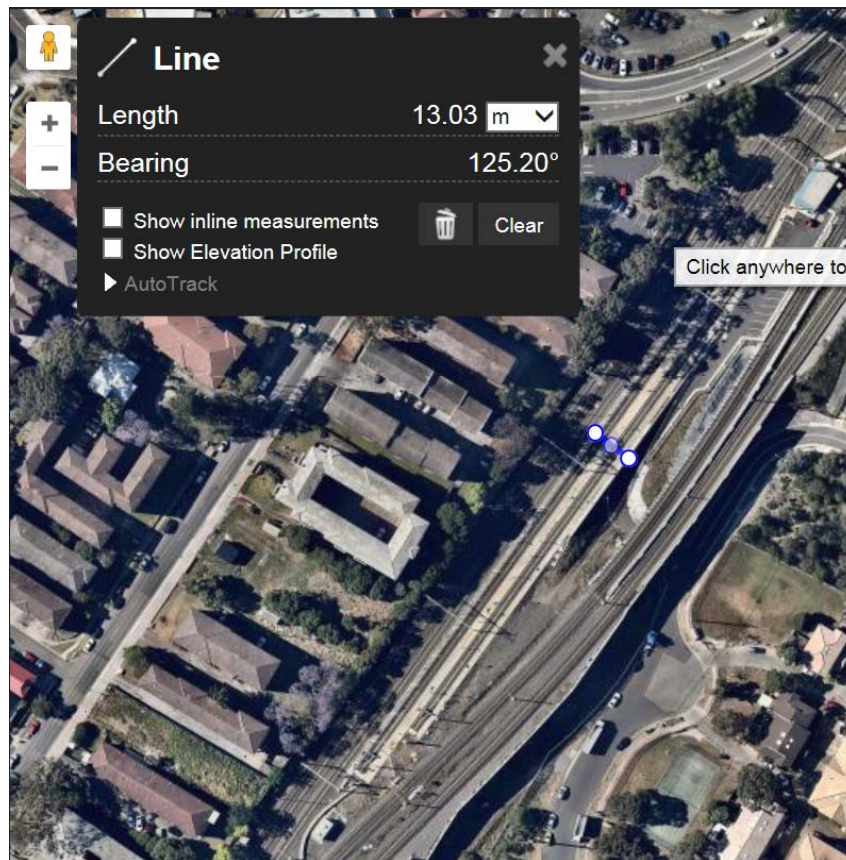 Line
Length 13.03 m
Bearing 125.20°
Show inline measurements
Clear
Show Elevation Profile
AutoTrack
Click anywhere to
+
−